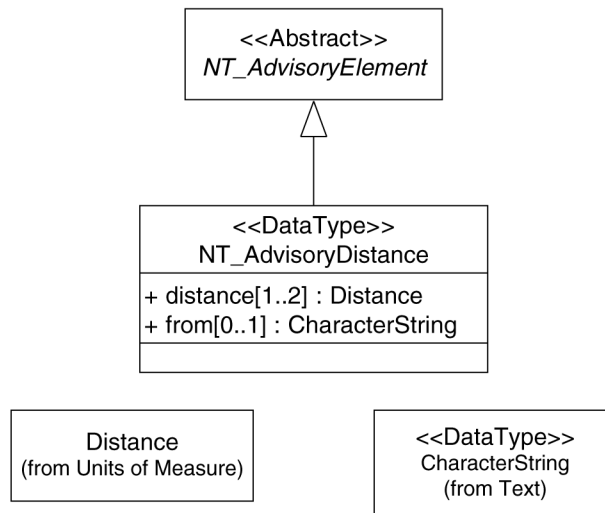 <<Abstract>>
NT_AdvisoryElement
<<DataType>>
NT_AdvisoryDistance
+ distance[1..2] : Distance
+ from[0..1] : CharacterString
Distance
(from Units of Measure)
<<DataType>>
CharacterString
(from Text)